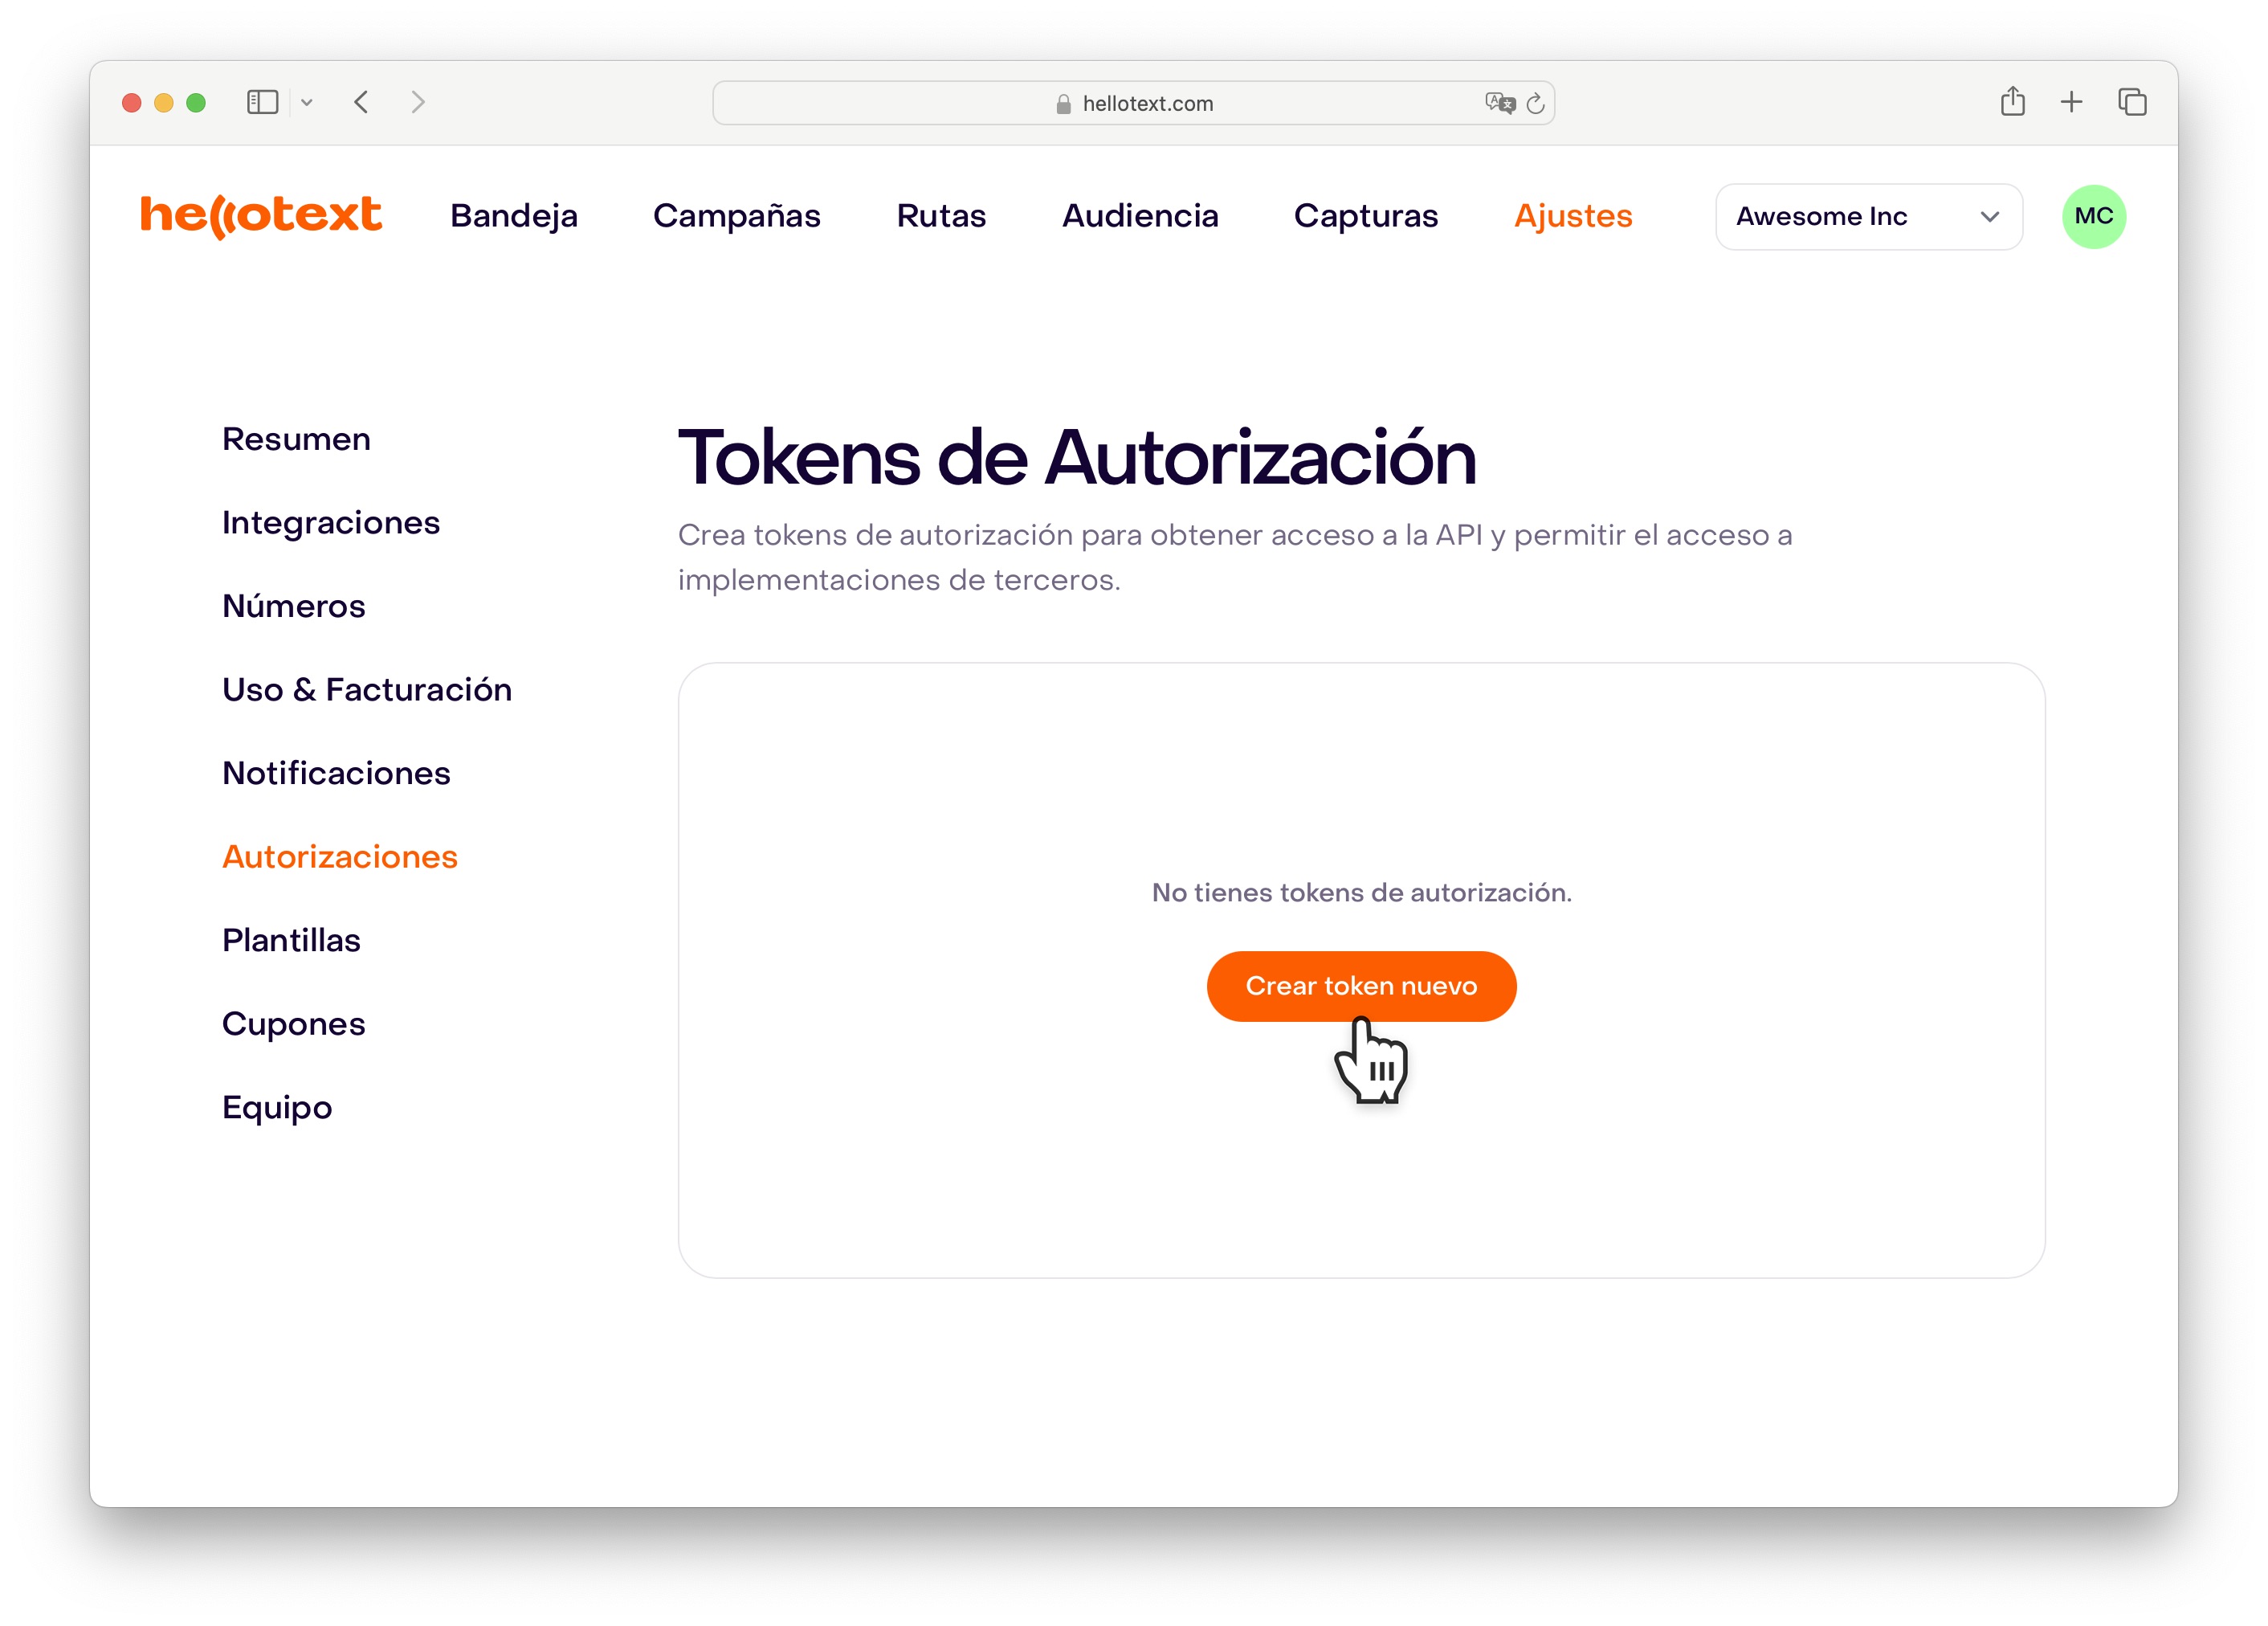 hellotext.com
hellotext
Bandeja
Campañas
Rutas
Audiencia
Capturas
Ajustes
Awesome Inc
MC
Resumen
Integraciones
Números
Uso & Facturación
Notificaciones
Autorizaciones
Plantillas
Cupones
Equipo
Tokens de Autorización
Crea tokens de autorización para obtener acceso a la API y permitir el acceso a
implementaciones de terceros.
No tienes tokens de autorización.
Crear token nuevo